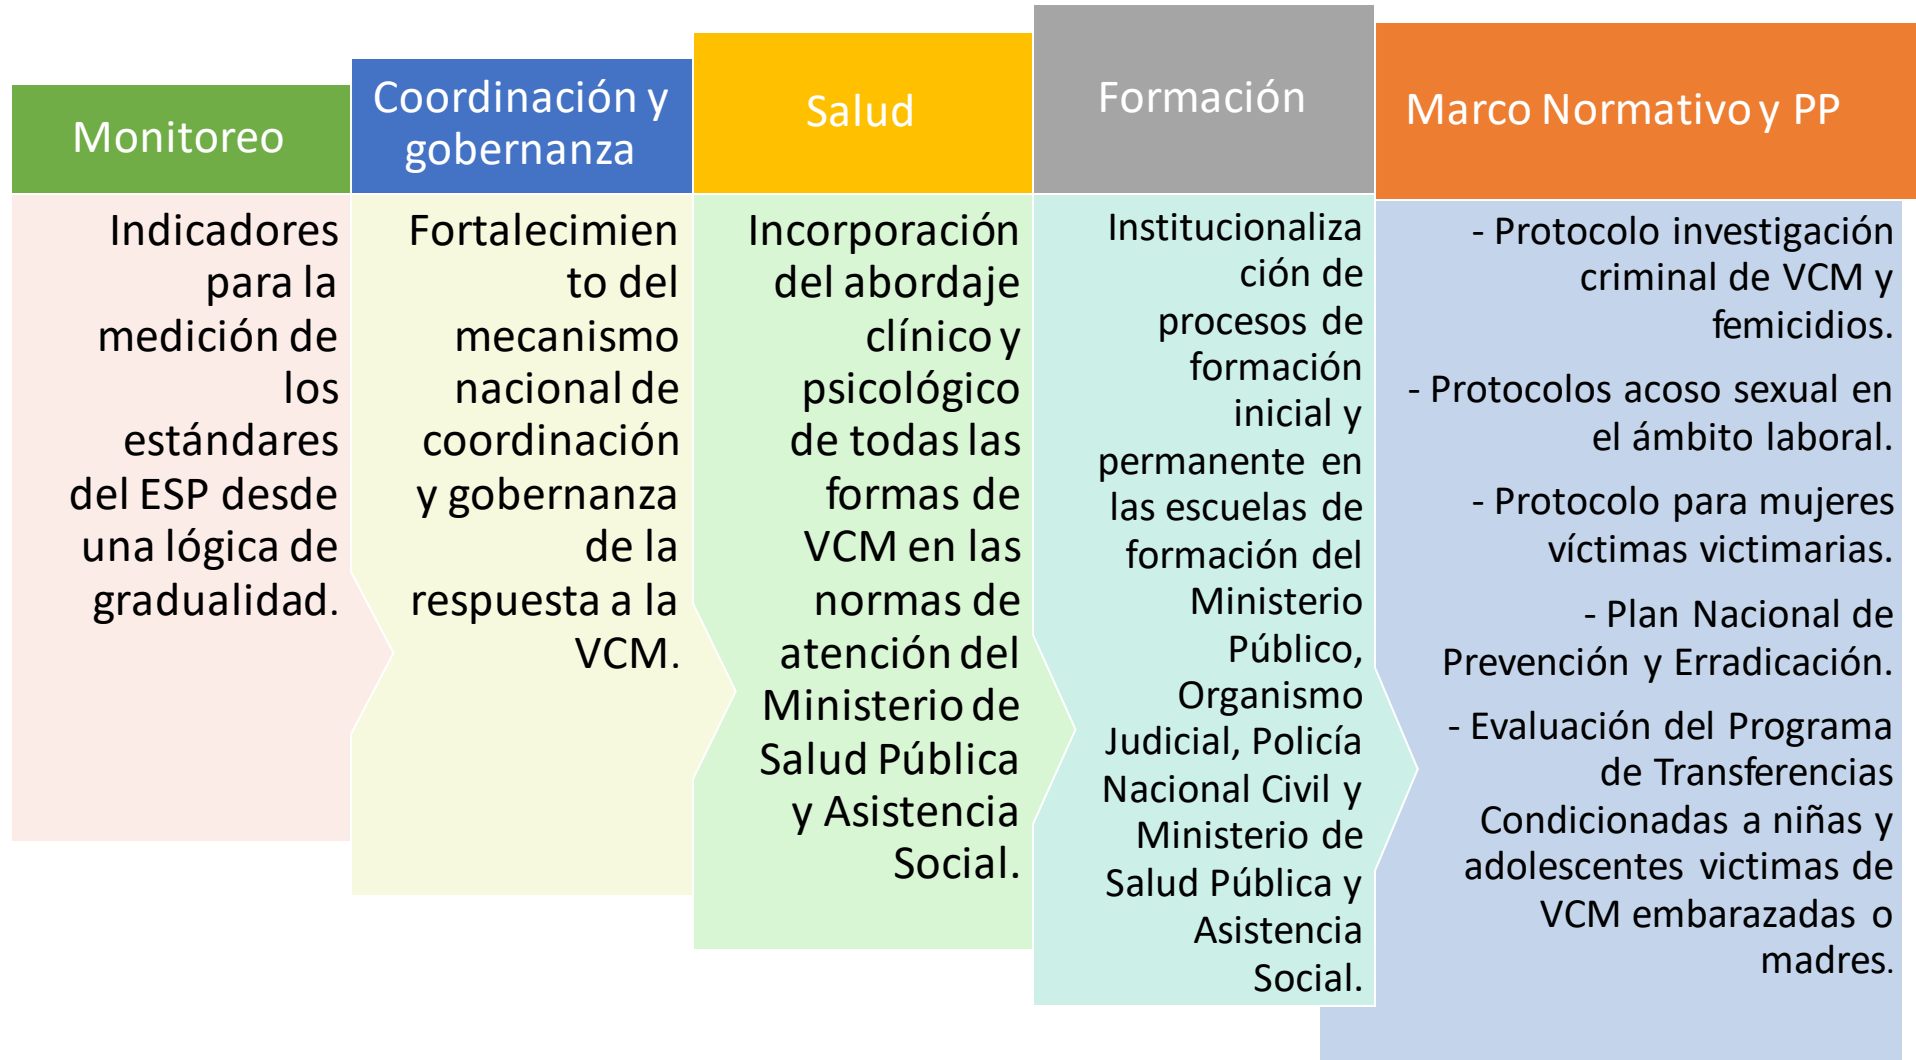 Monitoreo
Indicadores
para la
medición de
los
estándares
del ESP desde
una lógica de
gradualidad.
Coordinación y
gobernanza
Fortalecimien
to del
mecanismo
nacional de
coordinación
y gobernanza
de la
respuesta a la
VCM.
Salud
Incorporación
del abordaje
clínico y
psicológico
de todas las
formas de
VCM en las
normas de
atención del
Ministerio de
Salud Pública
y Asistencia
Social.
Formación
Institucionaliza
ción de
procesos de
formación
inicial y
permanente en
las escuelas de
formación del
Ministerio
Público,
Organismo
Judicial, Policía
Nacional Civil y
Ministerio de
Salud Pública y
Asistencia
Social.
Marco Normativo y PP
- Protocolo investigación
criminal de VCM y
femicidios.
- Protocolos acoso sexual en
el ámbito laboral.
- Protocolo para mujeres
víctimas victimarias.
- Plan Nacional de
Prevención y Erradicación.
- Evaluación del Programa
de Transferencias
Condicionadas a niñas y
adolescentes victimas de
VCM embarazadas o
madres.